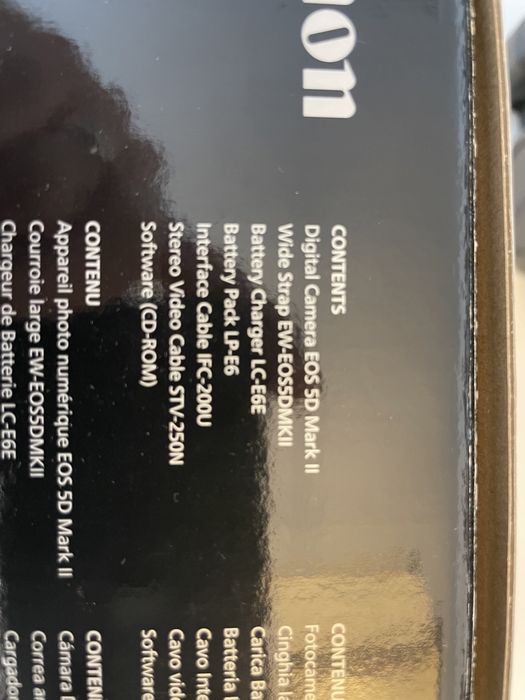 non
CONTENTS
Digital Camera EOS 5D Mark II
Wide Strap EW-EOS5DMKII
Battery Charger LC-E6E
Battery Pack LP-E6
Interface Cable IFC-200U
Stereo Video Cable STV-250N
Software (CD-ROM)
CONTENU
Appareil photo numérique EOS 5D Mark II
Courroie large EW-EOS5DMKII
Chargeur de Batterie LC-E6E
Fotocame
Cinghia
Carica Ba
Batteria
Cavo Inte
Cavo vid
Software
CONTEN
Cámara
Correa a
Cargado